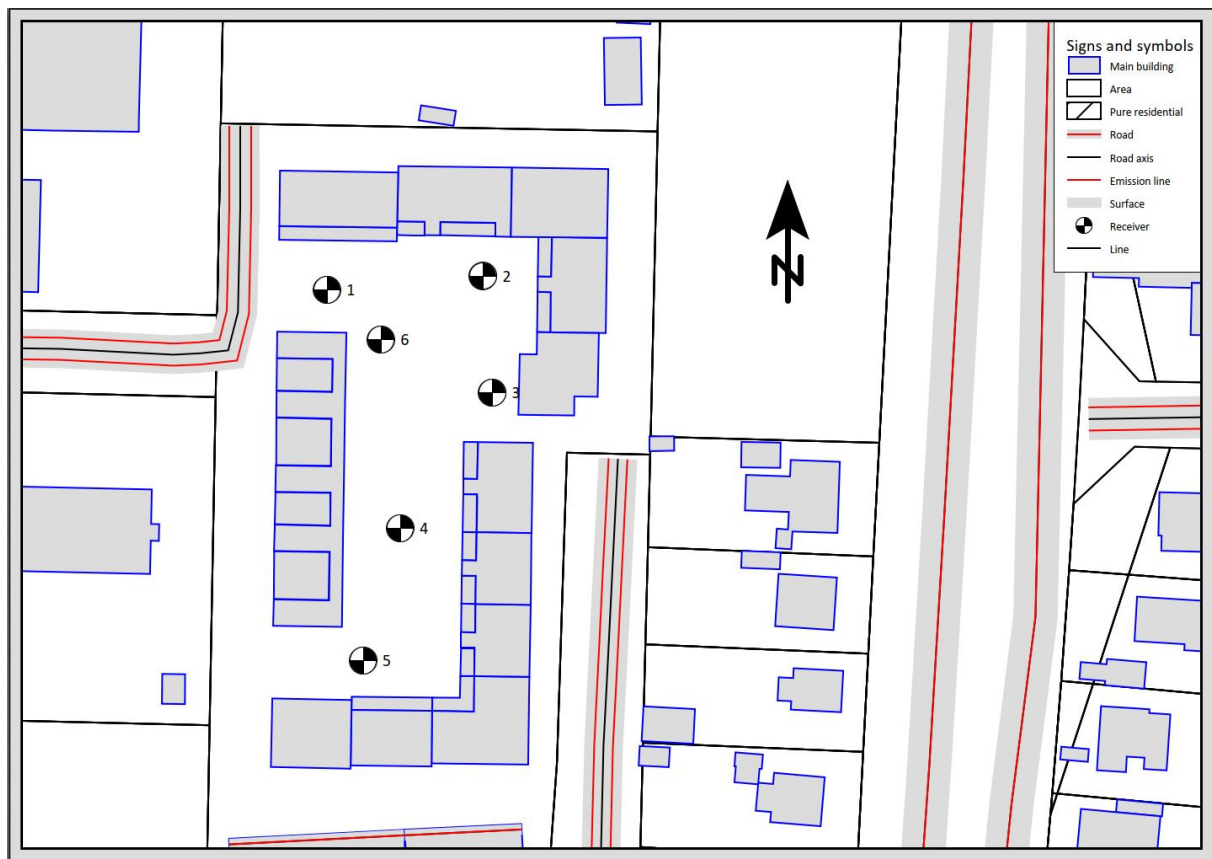 Signs and symbols
Main building
Area
Pure residential
Road
Road axis
Emission line
Surface
Receiver
Line
N
1
2
6
3
4
5